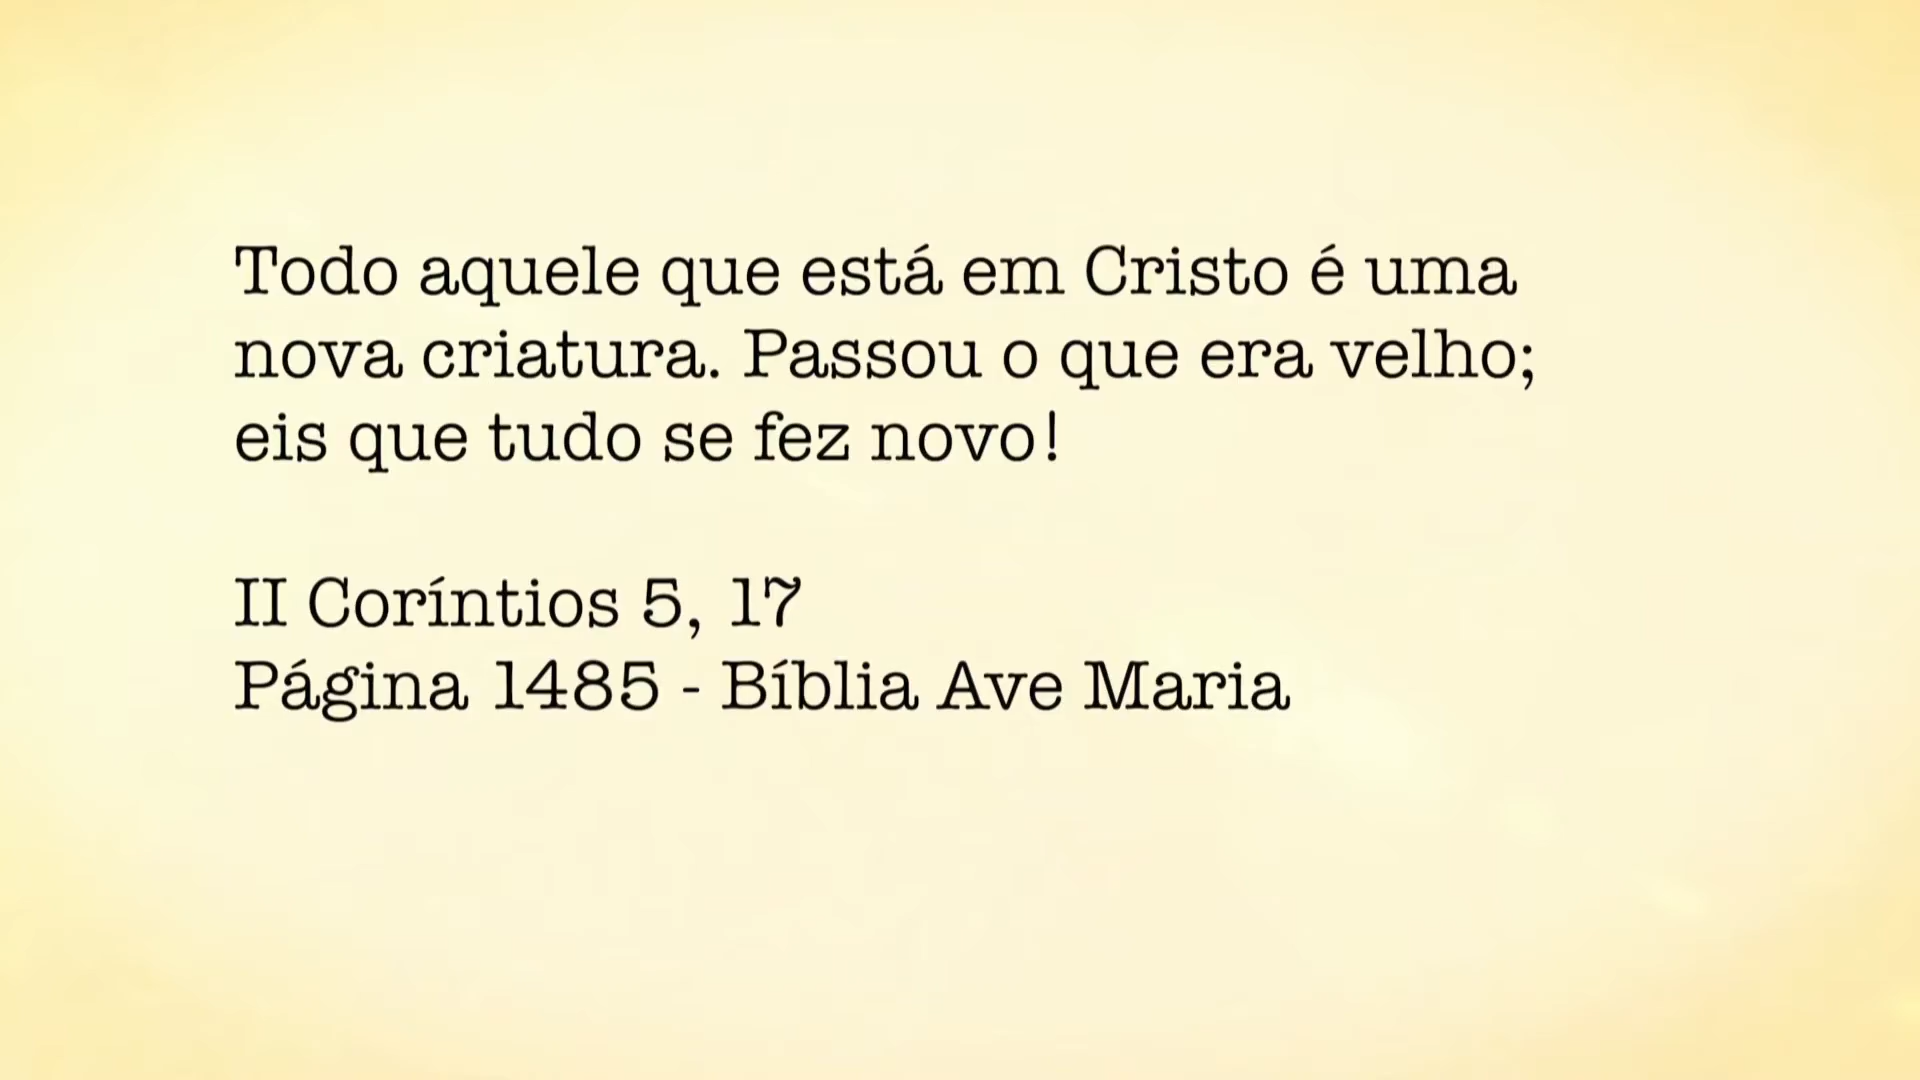 Todo aquele que está em Cristo é uma
nova criatura. Passou o que era velho;
eis que tudo se fez novo!
II Coríntios 5, 17
Página 1485 - Bíblia Ave Maria